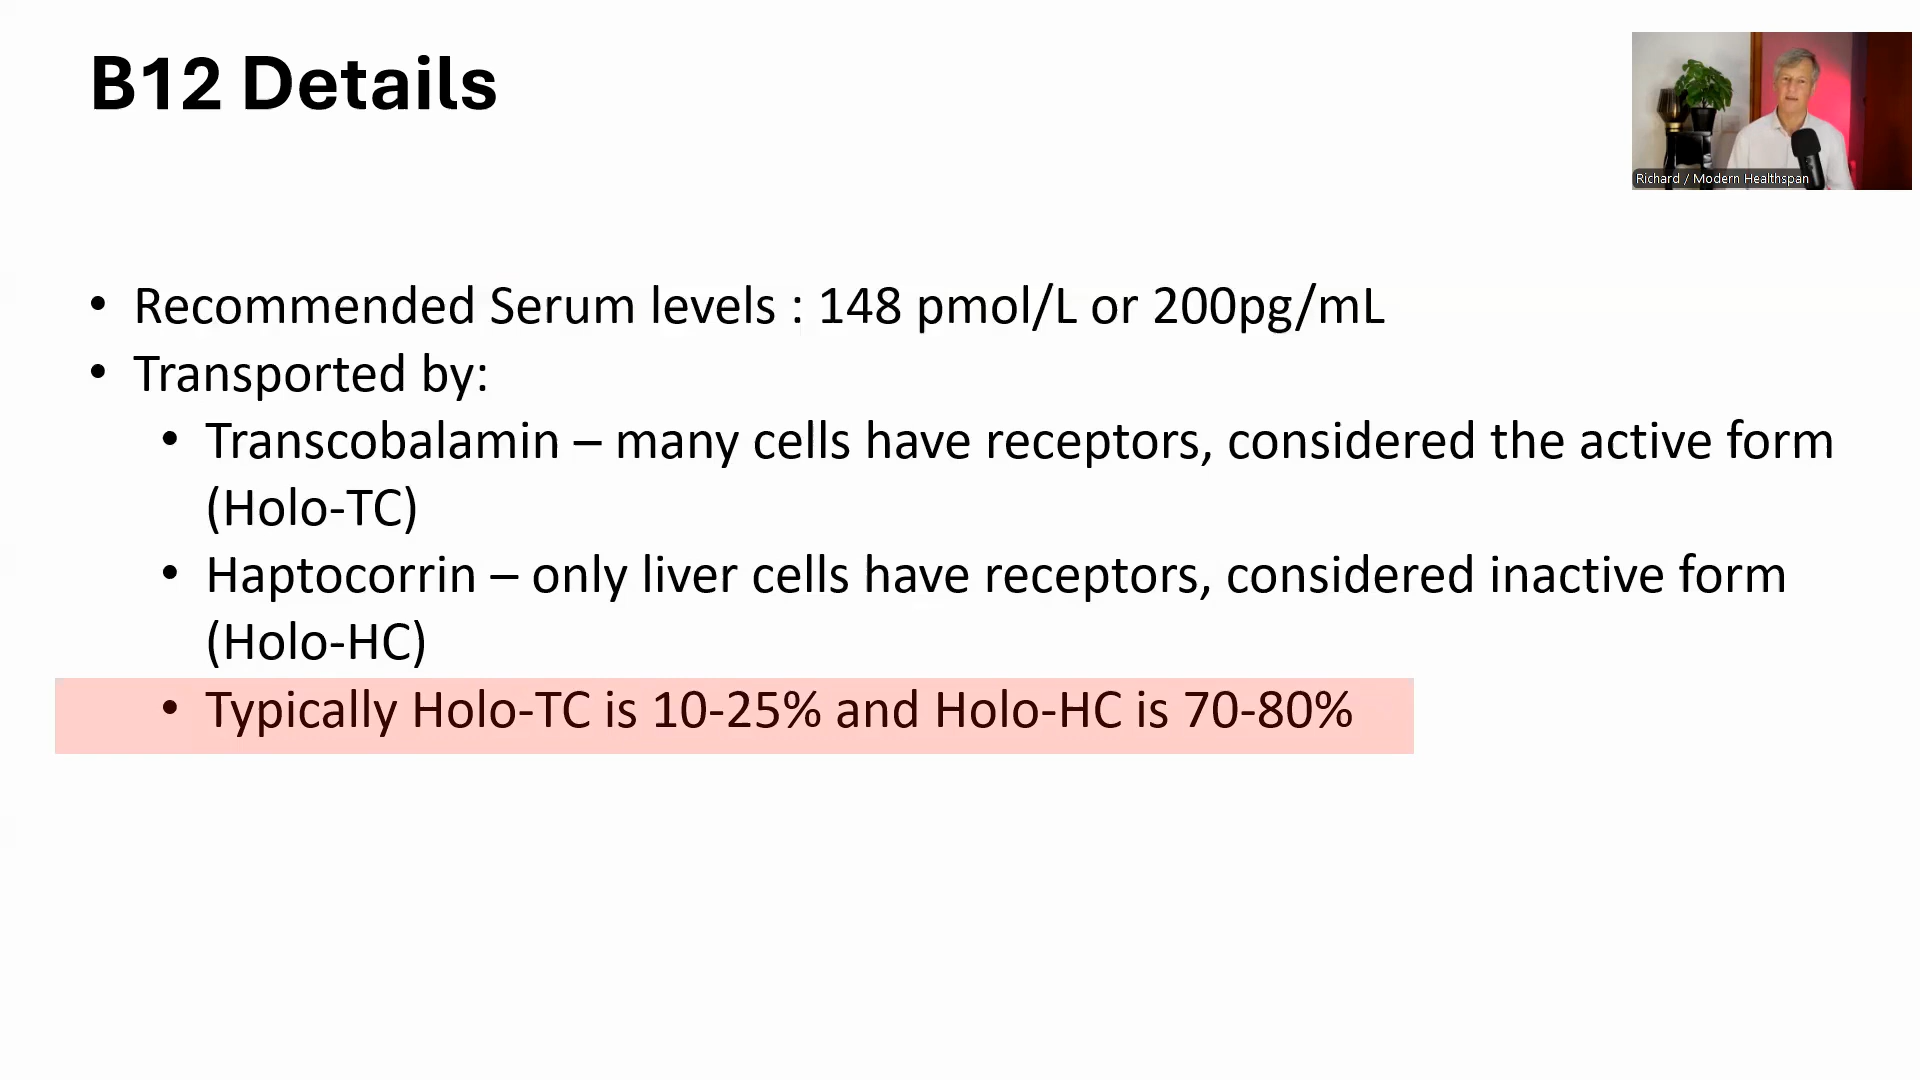 B12 Details
Richard / Modern Healthspan
• Recommended Serum levels : 148 pmol/L or 200pg/mL
• Transported by:
• Transcobalamin – many cells have receptors, considered the active form
(Holo-TC)
• Haptocorrin – only liver cells have receptors, considered inactive form
(Holo-HC)
• Typically Holo-TC is 10-25% and Holo-HC is 70-80%